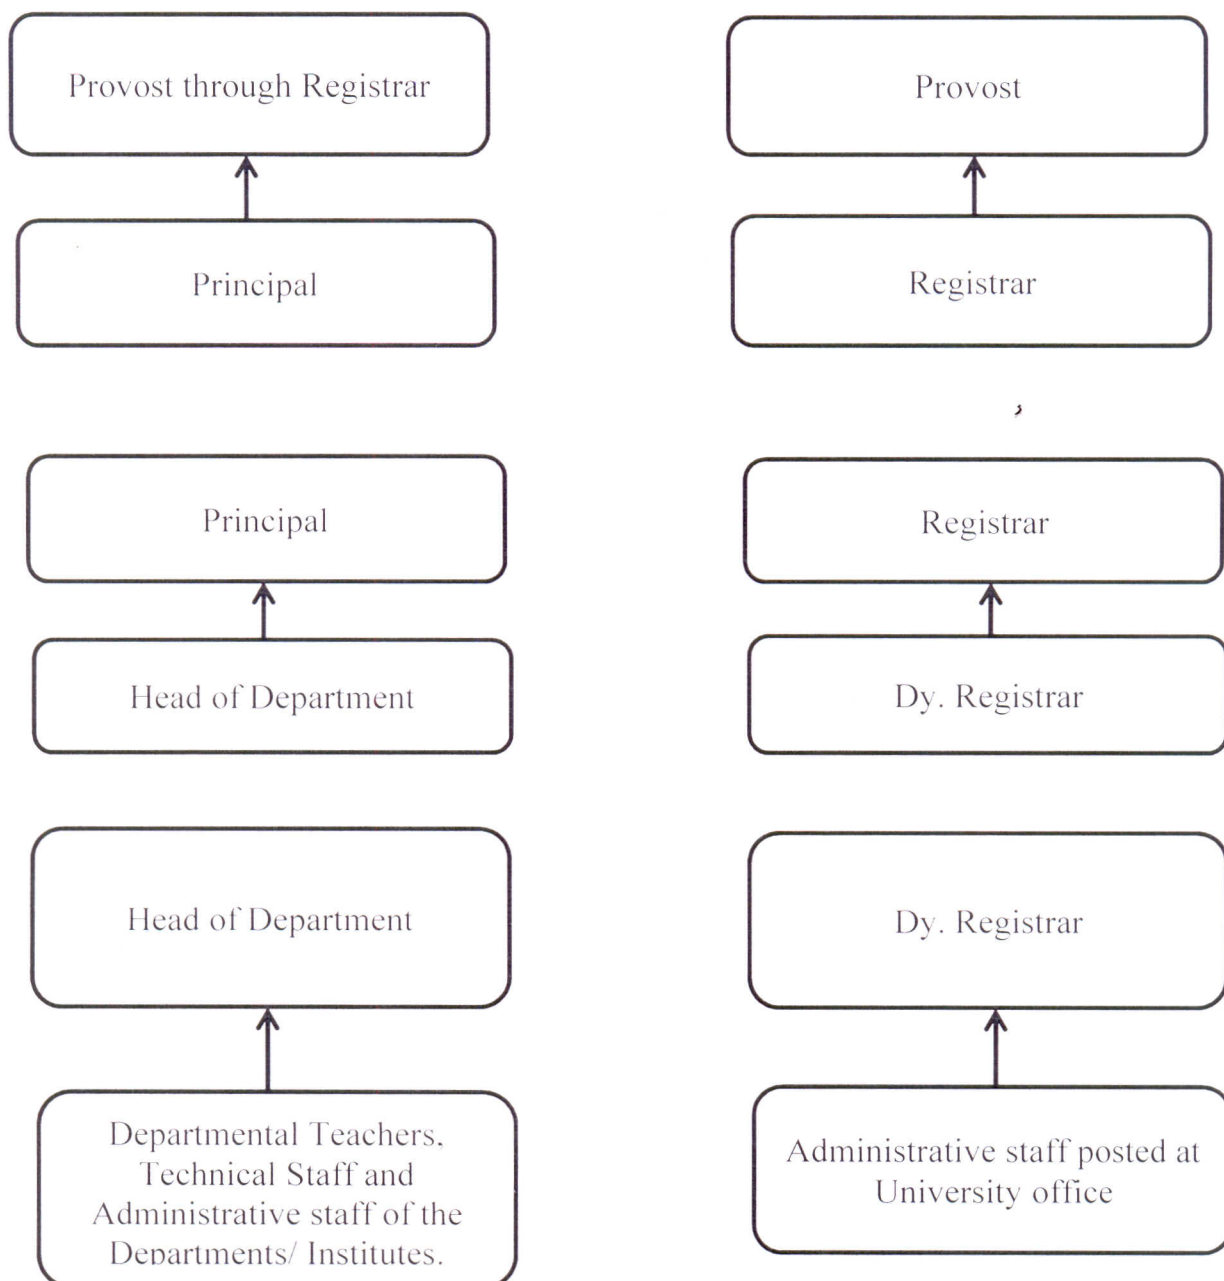 Provost through Registrar
Provost
Principal
Registrar
Principal
Registrar
Head of Department
Dy. Registrar
Head of Department
Dy. Registrar
Departmental Teachers,
Technical Staff and
Administrative staff of the
Departments/ Institutes.
Administrative staff posted at
University office